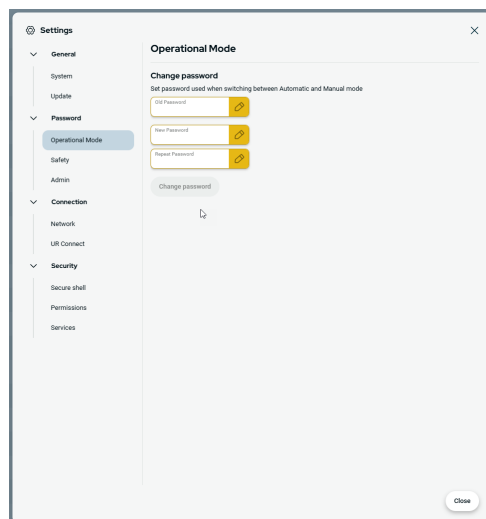 Settings
General
System
Update
Password
Operational Mode
Safety
Admin
Connection
Network
UR Connect
Security
Secure shell
Permissions
Services
Operational Mode
Change password
Set password used when switching between Automatic and Manual mode
Old Password
New Password
Repeat Password
Change password
Close